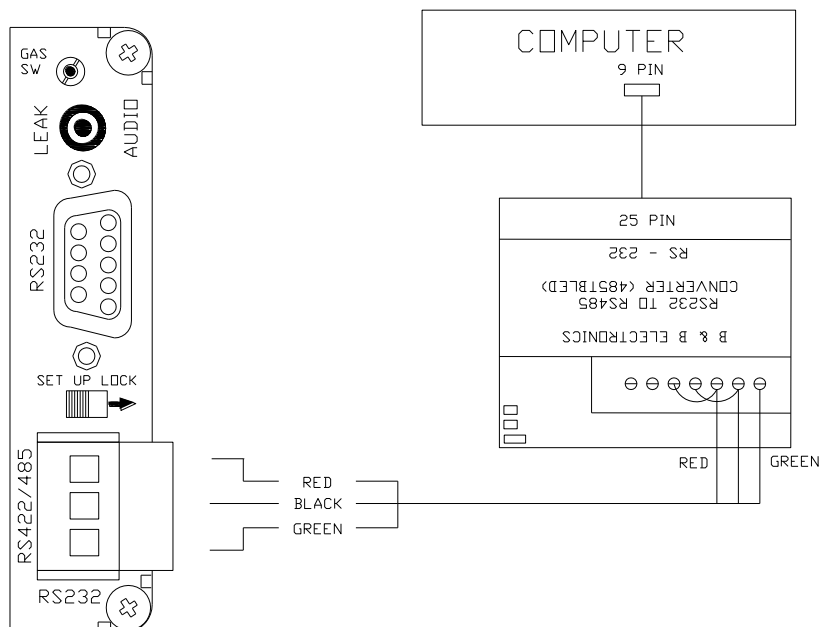 GAS
SW
LEAK
AUDIO
RS232
SET UP LOCK
RS422/485
RS232
RED
BLACK
GREEN
COMPUTER
9 PIN
25 PIN
RS - 232
CONVERTER (485TBLED)
RS232 TO RS485
B & B ELECTRONICS
RED
GREEN